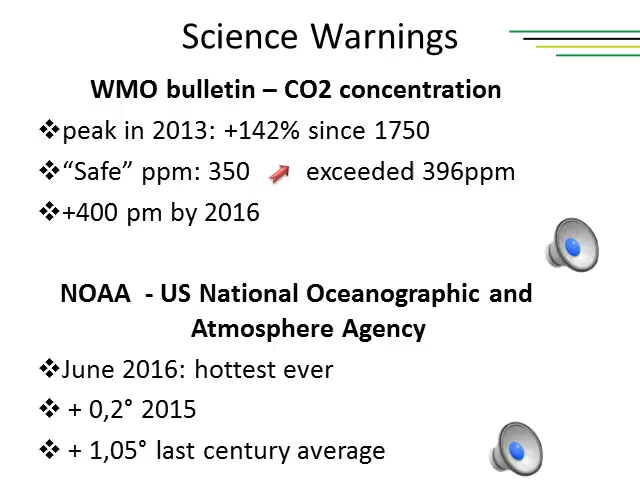 Science Warnings
WMO bulletin – CO2 concentration
❖peak in 2013: +142% since 1750
❖“Safe” ppm: 350 exceeded 396ppm
❖+400 pm by 2016
NOAA - US National Oceanographic and
Atmosphere Agency
❖June 2016: hottest ever
❖ + 0,2° 2015
❖ + 1,05° last century average